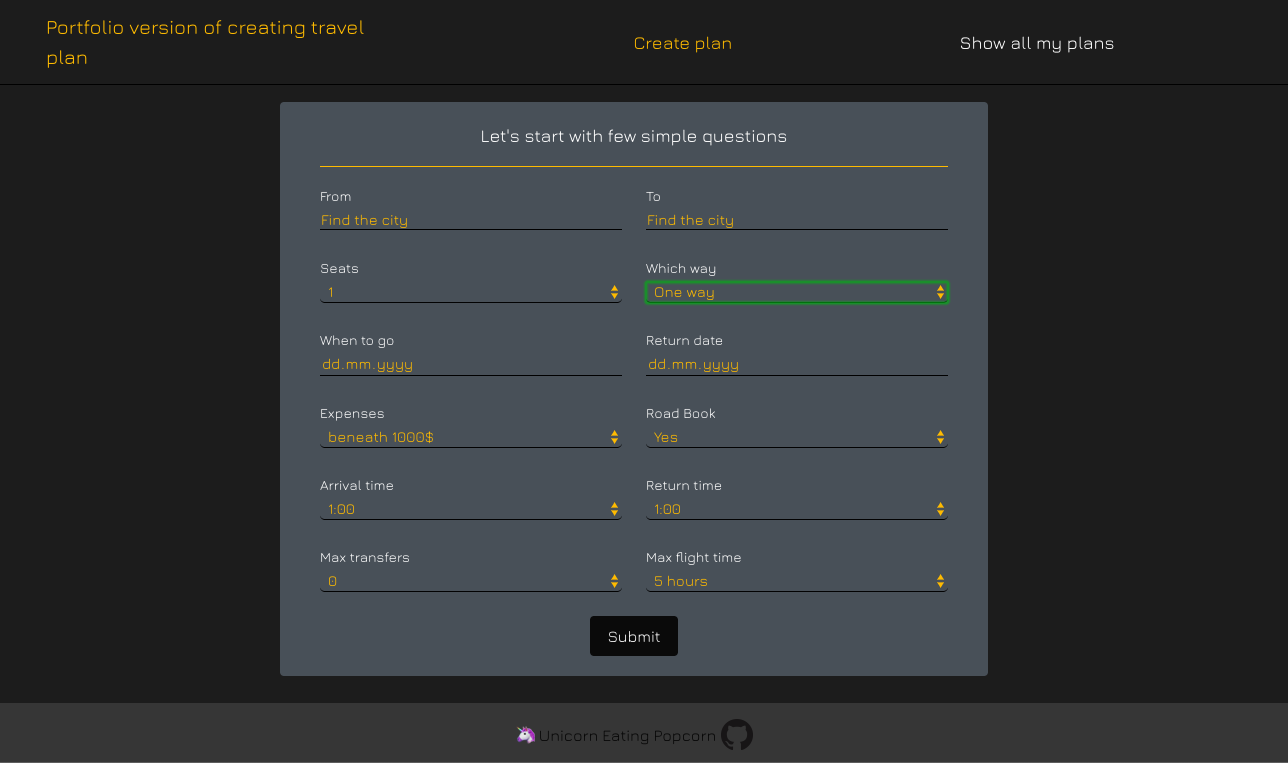 Portfolio version of creating travel
plan
Create plan
Show all my plans
Let's start with few simple questions
From
To
Find the city
Find the city
Seats
Which way
1
One way
When to go
Return date
dd.mm.yyyy
dd.mm.yyyy
Expenses
Road Book
beneath 1000$
Yes
Arrival time
Return time
1:00
1:00
Max transfers
Max flight time
0
5 hours
Submit
Unicorn Eating Popcorn